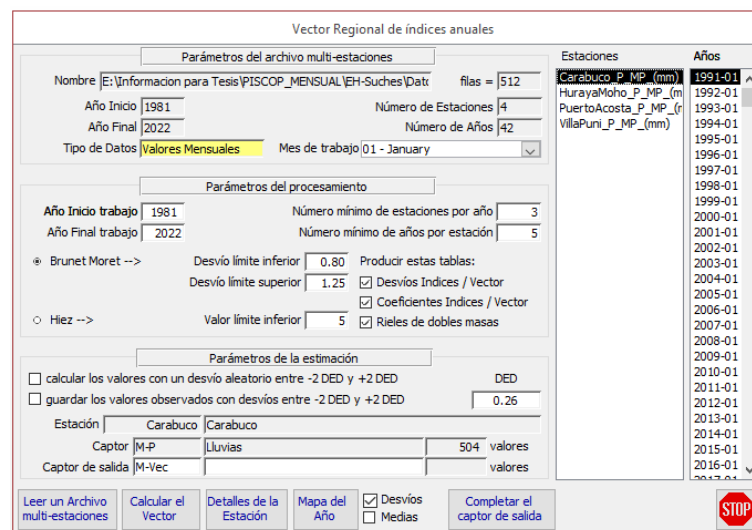 Vector Regional de índices anuales
Parámetros del archivo multi-estaciones
Nombre E:\Informacion para Tesis\PISCOP_MENSUAL\EH-Suches\Dato filas = 512
Año Inicio 1981 Número de Estaciones 4
Año Final 2022 Número de Años 42
Tipo de Datos Valores Mensuales Mes de trabajo 01 - January
Parámetros del procesamiento
Año Inicio trabajo 1981 Número mínimo de estaciones por año 3
Año Final trabajo 2022 Número mínimo de años por estación 5
Brunet Moret --> Desvío límite inferior 0.80 Producir estas tablas:
Desvío límite superior 1.25 Desvíos Indices / Vector
Coeficientes Indices / Vector
Hiez --> Valor límite inferior 5 Rieles de dobles masas
Parámetros de la estimación
calcular los valores con un desvío aleatorio entre -2 DED y +2 DED DED
guardar los valores observados con desvíos entre -2 DED y +2 DED 0.26
Estación Carabuco Carabuco
Captor M-P Lluvias 504 valores
Captor de salida M-Vec valores
Leer un Archivo multi-estaciones
Calcular el Vector
Detalles de la Estación
Mapa del Año
Desvíos
Medias
Completar el captor de salida
Estaciones
Carabuco_P_MP_(mm)
HurayaMoho_P_MP_(m
PuertoAcosta_P_MP_(r
VillaPuni_P_MP_(mm)
Años
1991-01
1992-01
1993-01
1994-01
1995-01
1996-01
1997-01
1998-01
1999-01
2000-01
2001-01
2002-01
2003-01
2004-01
2005-01
2006-01
2007-01
2008-01
2009-01
2010-01
2011-01
2012-01
2013-01
2014-01
2015-01
2016-01
2017-01
STOP